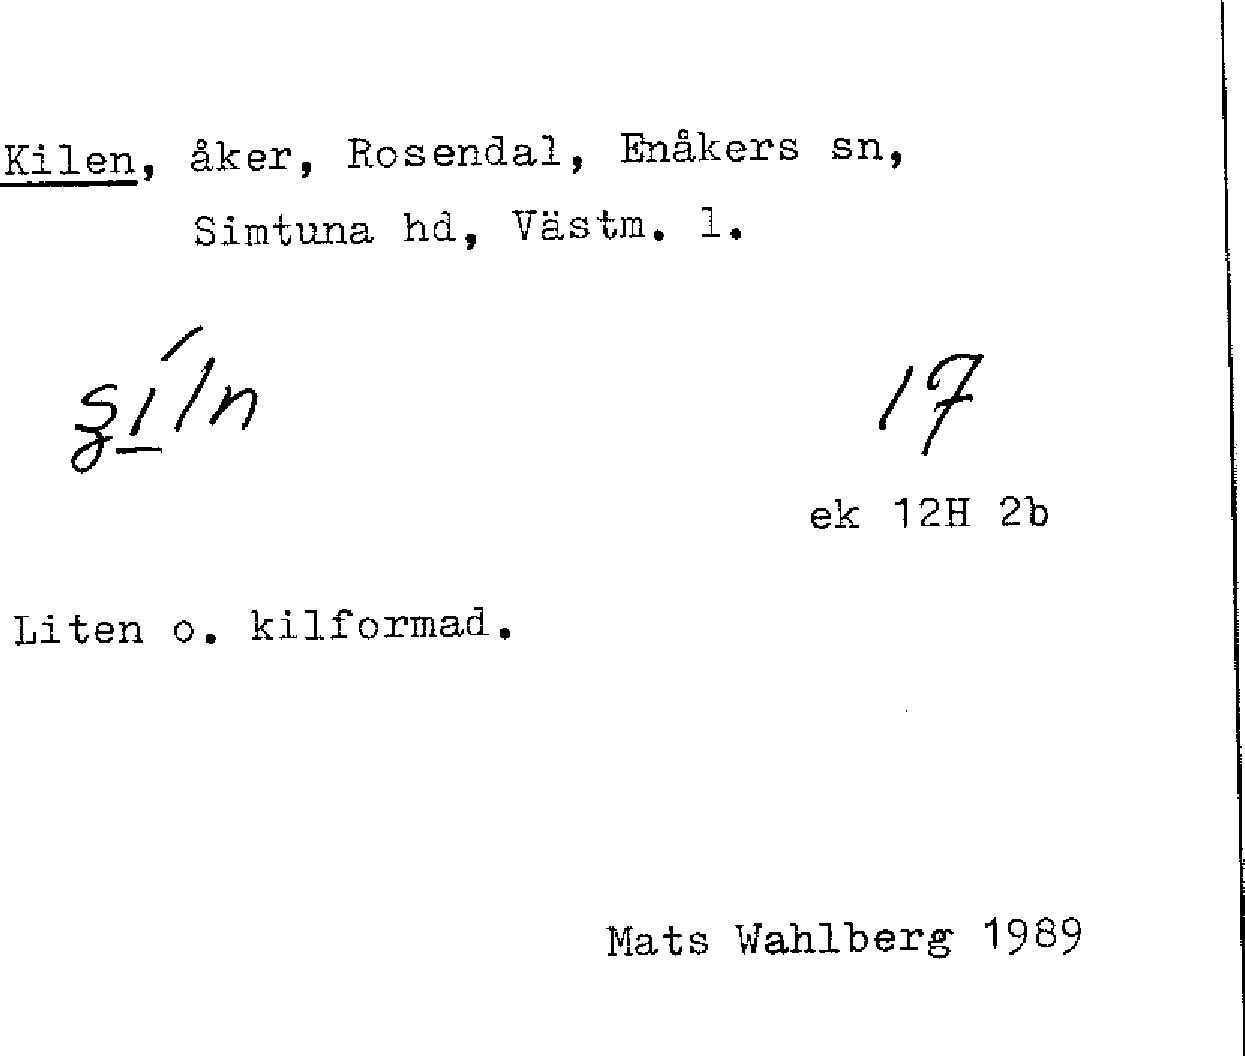 Kilen, åker, Rosendal, Enåkers sn,
Simtuna hd, Västm. l.
17
ek 12H 2b
Liten o. kilformad.
Mats Wahlberg 1989